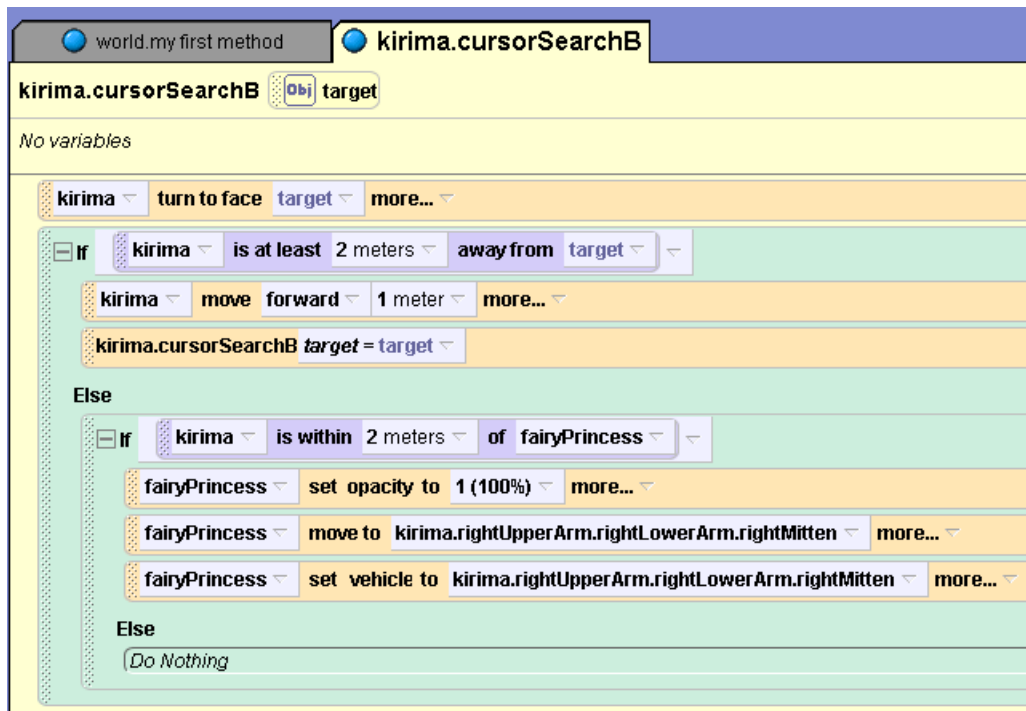 world.my first method kirima.cursorSearchB
kirima.cursorSearchB Obj target
No variables
kirima turn to face target more...
If kirima is at least 2 meters away from target
kirima move forward 1 meter more...
kirima.cursorSearchB target = target
Else
If kirima is within 2 meters of fairyPrincess
fairyPrincess set opacity to 1 (100%) more...
fairyPrincess move to kirima.rightUpperArm.rightLowerArm.rightMitten more...
fairyPrincess set vehicle to kirima.rightUpperArm.rightLowerArm.rightMitten more...
Else
Do Nothing